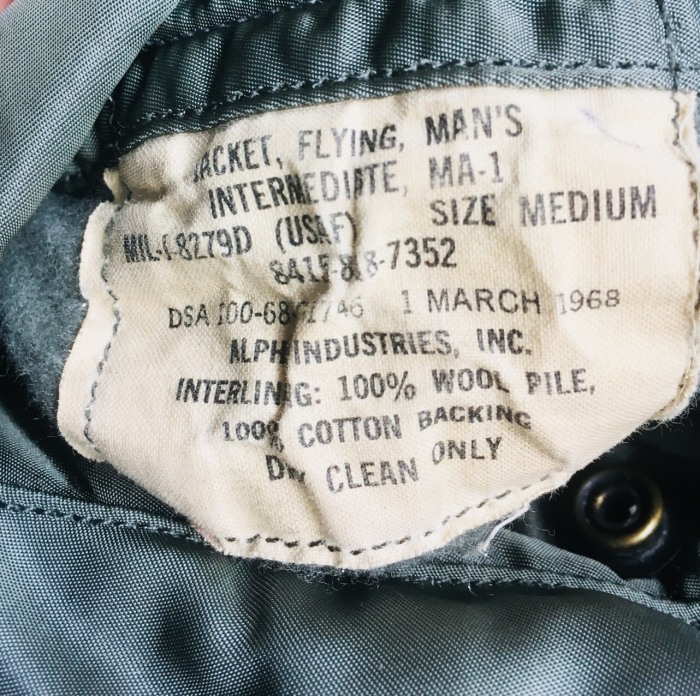 JACKET, FLYING, MAN'S
INTERMEDIATE, MA-1
SIZE MEDIUM
MIL-J-8279D (USAF)
8415-818-7352
DSA 100-68-C-1746 1 MARCH 1968
ALPHA INDUSTRIES, INC.
INTERLINING: 100% WOOL PILE,
100% COTTON BACKING
DRY CLEAN ONLY